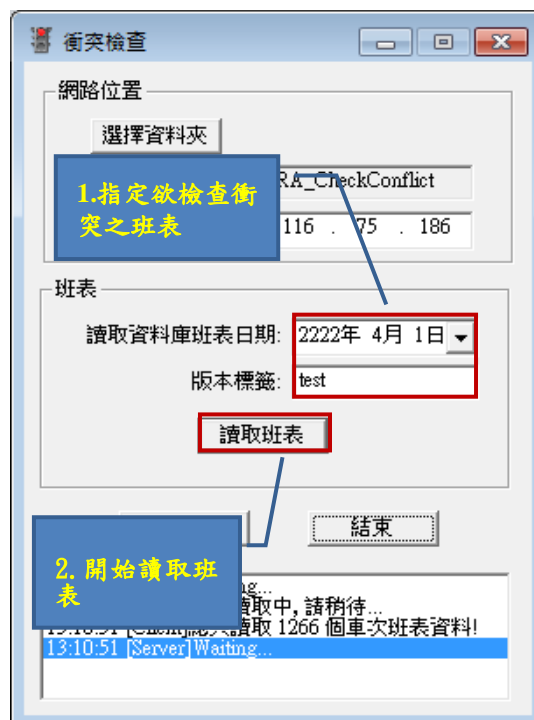 衝突檢查
網路位置
選擇資料夾
RA_CheckConflict
1.指定欲檢查衝
突之班表
116 . 75 . 186
班表
讀取資料庫班表日期: 2222年 4月 1日
版本標籤: test
讀取班表
結束
2. 開始讀取班
表
讀取中, 請稍待...
讀取 1266 個車次班表資料!
13:10:51 [Server]Waiting...